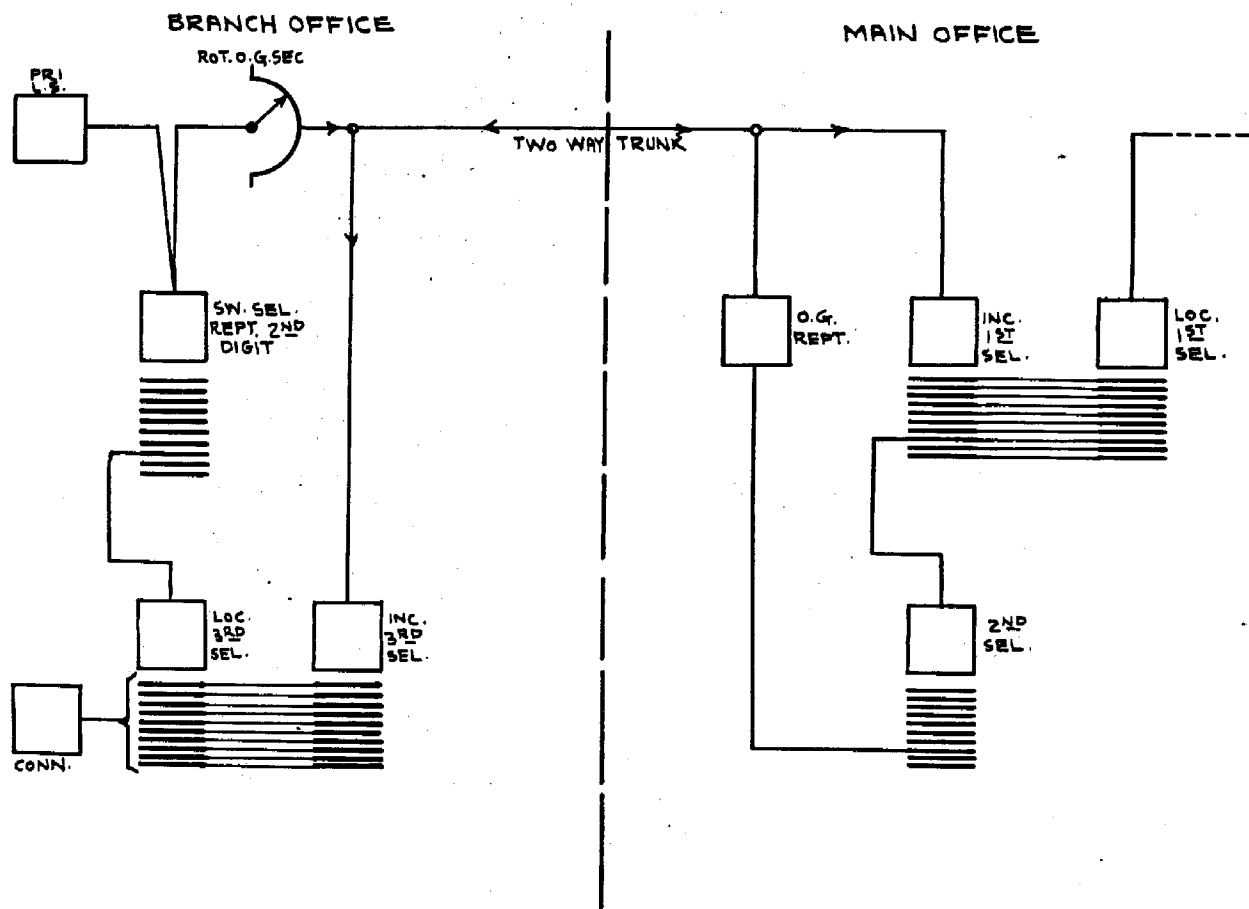 BRANCH OFFICE
MAIN OFFICE
ROT. O.G. SEC
PRI
L.S.
TWO WAY TRUNK
SW. SEL.
REPT. 2ND
DIGIT
O.G.
REPT.
INC.
1ST
SEL.
LOC.
1ST
SEL.
LOC.
3RD
SEL.
INC.
3RD
SEL.
2ND
SEL.
CONN.